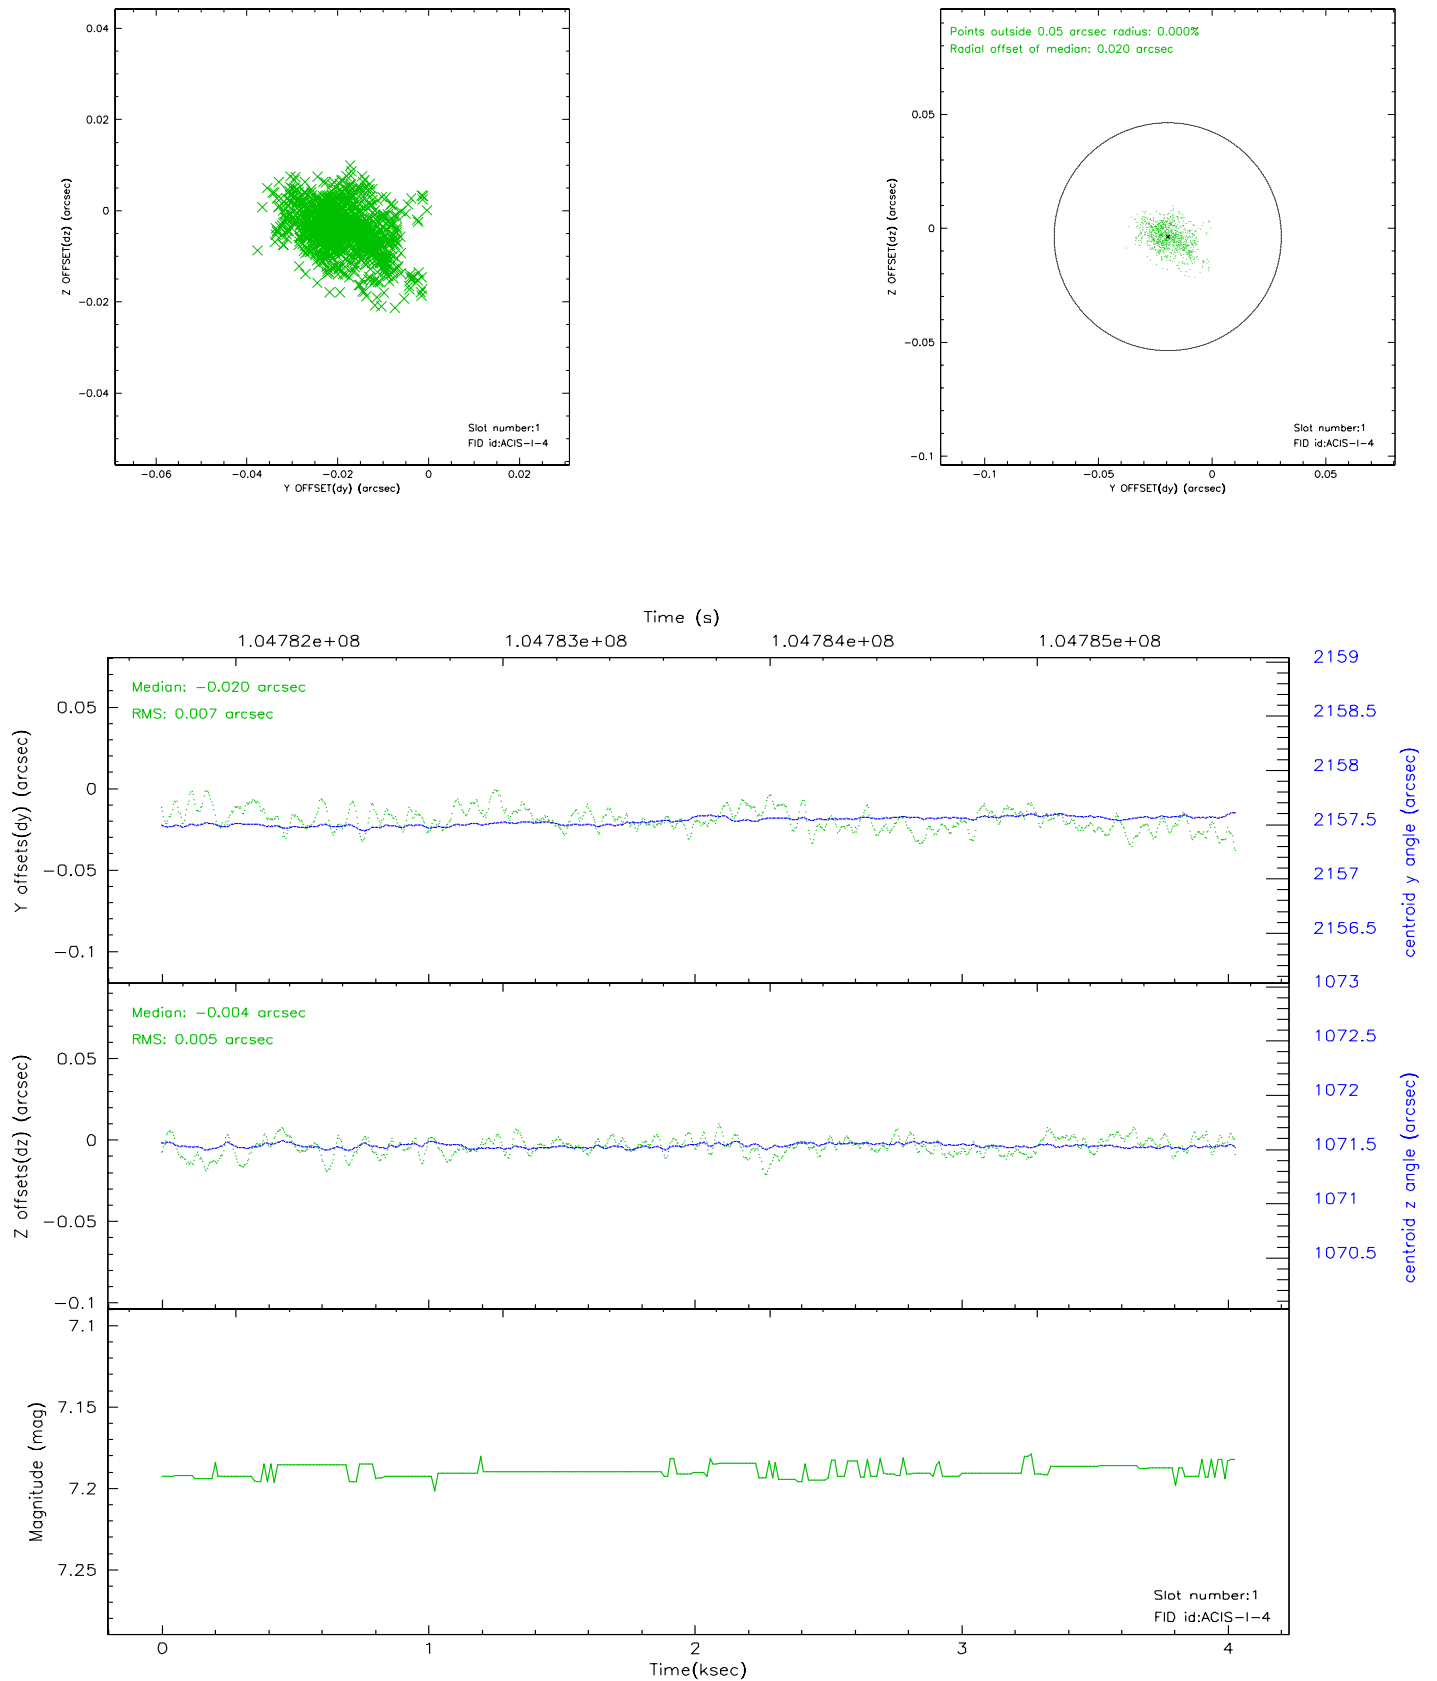 0.04
0.02
0
-0.02
-0.04
Z OFFSET(dz) (arcsec)
Slot number:1
FID id:ACIS-I-4
-0.06
-0.04
-0.02
0
0.02
Y OFFSET(dy) (arcsec)
Points outside 0.05 arcsec radius: 0.000%
Radial offset of median: 0.020 arcsec
0.05
0
-0.05
-0.1
Z OFFSET(dz) (arcsec)
Slot number:1
FID id:ACIS-I-4
-0.1
-0.05
0
0.05
Y OFFSET(dy) (arcsec)
Time (s)
1.04782e+08
1.04783e+08
1.04784e+08
1.04785e+08
Median: -0.020 arcsec
RMS: 0.007 arcsec
0.05
0
-0.05
-0.1
Y offsets(dy) (arcsec)
2159
2158.5
2158
2157.5
2157
2156.5
centroid y angle (arcsec)
1073
Median: -0.004 arcsec
RMS: 0.005 arcsec
0.05
0
-0.05
-0.1
Z offsets(dz) (arcsec)
1072.5
1072
1071.5
1071
1070.5
centroid z angle (arcsec)
7.1
7.15
7.2
7.25
Magnitude (mag)
Slot number:1
FID id:ACIS-I-4
0
1
2
3
4
Time(ksec)